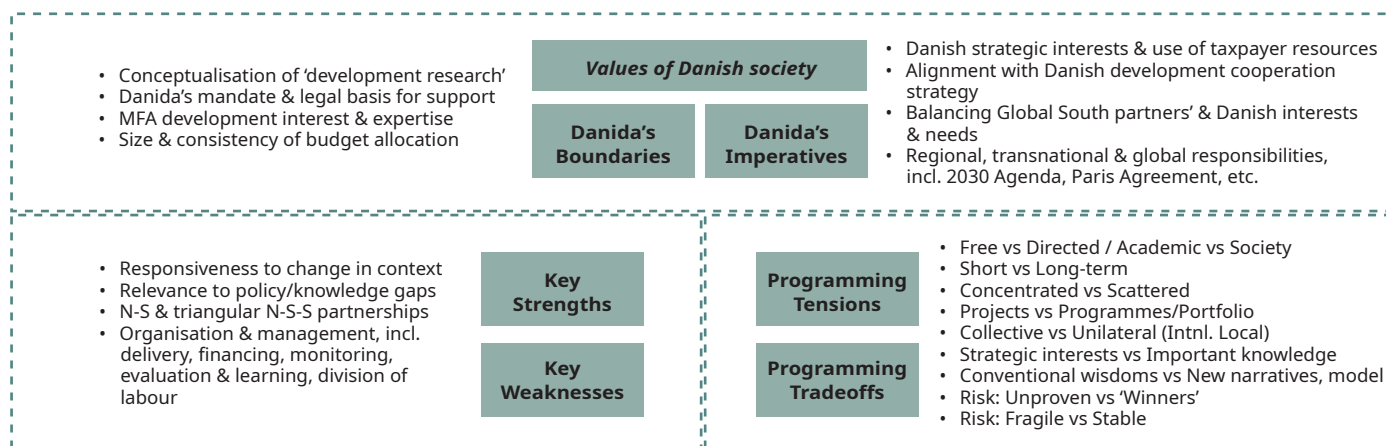 • Conceptualisation of ‘development research’
• Danida’s mandate & legal basis for support
• MFA development interest & expertise
• Size & consistency of budget allocation
Values of Danish society
Danida’s
Boundaries
Danida’s
Imperatives
• Danish strategic interests & use of taxpayer resources
• Alignment with Danish development cooperation
strategy
• Balancing Global South partners’ & Danish interests
& needs
• Regional, transnational & global responsibilities,
incl. 2030 Agenda, Paris Agreement, etc.
• Responsiveness to change in context
• Relevance to policy/knowledge gaps
• N-S & triangular N-S-S partnerships
• Organisation & management, incl.
delivery, financing, monitoring,
evaluation & learning, division of
labour
Key
Strengths
Key
Weaknesses
Programming
Tensions
Programming
Tradeoffs
• Free vs Directed / Academic vs Society
• Short vs Long-term
• Concentrated vs Scattered
• Projects vs Programmes/Portfolio
• Collective vs Unilateral (Intnl. Local)
• Strategic interests vs Important knowledge
• Conventional wisdoms vs New narratives, model
• Risk: Unproven vs ‘Winners’
• Risk: Fragile vs Stable